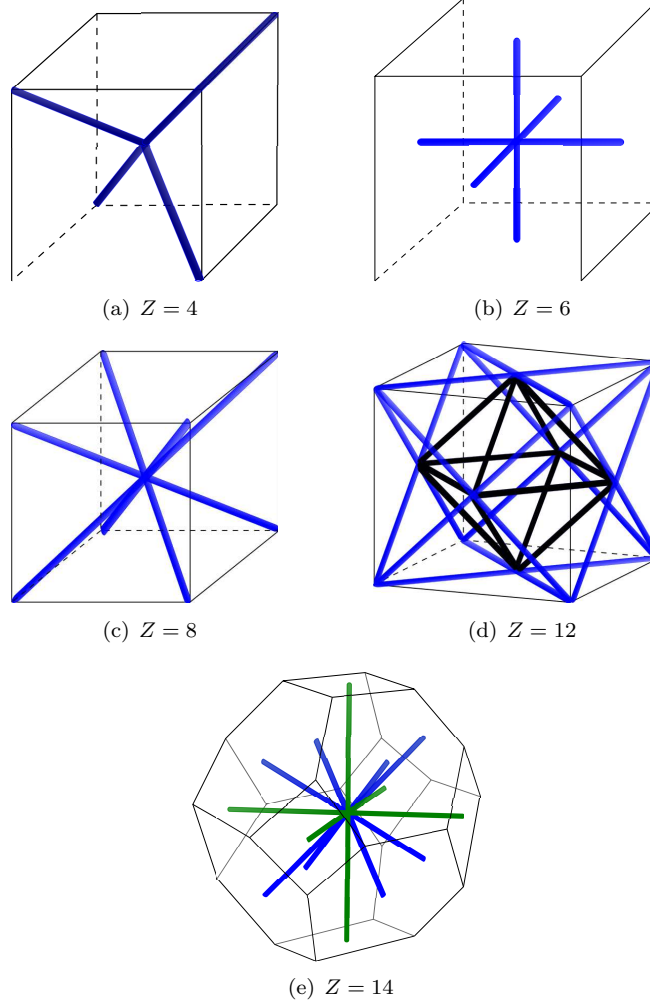 (a) Z = 4
(b) Z = 6
(c) Z = 8
(d) Z = 12
(e) Z = 14